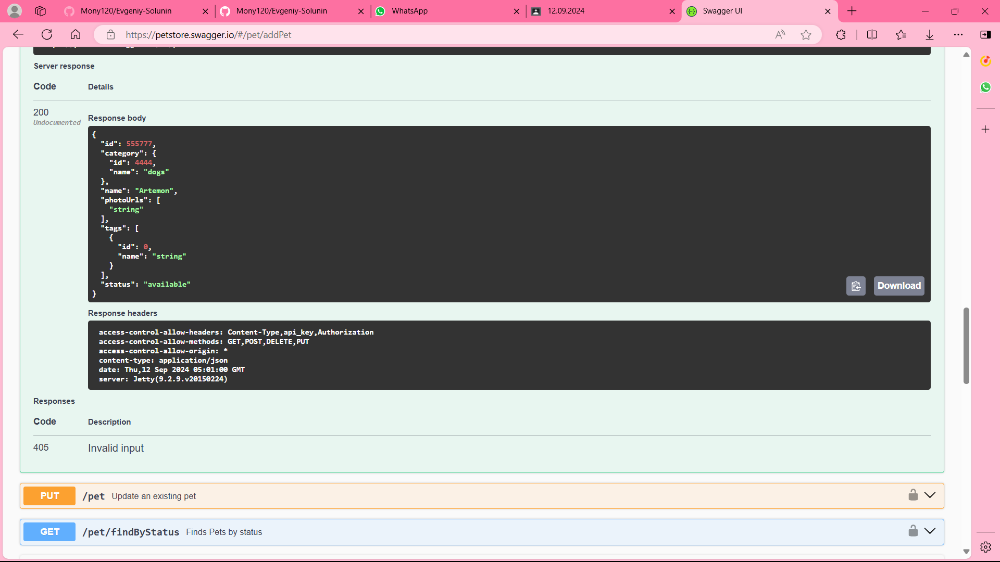 Mony120/Evgeniy-Solunin
Mony120/Evgeniy-Solunin
WhatsApp
12.09.2024
Swagger UI
https://petstore.swagger.io/#/pet/addPet
Server response
Code Details
200
Undocumented
Response body
{
"id": 555777,
"category": {
"id": 4444,
"name": "dogs"
},
"name": "Artemon",
"photoUrls": [
"string"
],
"tags": [
{
"id": 0,
"name": "string"
}
],
"status": "available"
}
Download
Response headers
access-control-allow-headers: Content-Type,api_key,Authorization
access-control-allow-methods: GET,POST,DELETE,PUT
access-control-allow-origin: *
content-type: application/json
date: Thu,12 Sep 2024 05:01:00 GMT
server: Jetty(9.2.9.v20150224)
Responses
Code Description
405 Invalid input
PUT /pet Update an existing pet
GET /pet/findByStatus Finds Pets by status